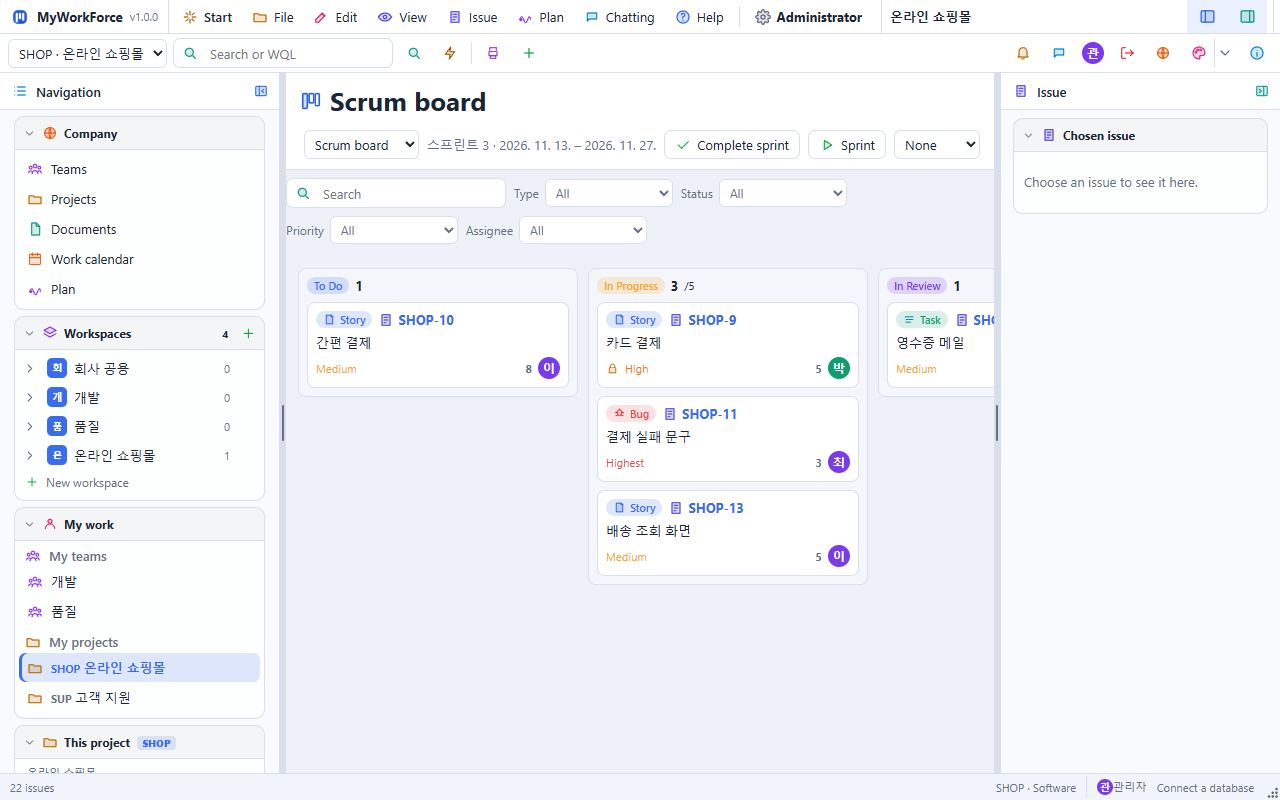 MyWorkForce v1.0.0 Start File Edit View Issue Plan Chatting Help Administrator 온라인 쇼핑몰
SHOP · 온라인 쇼핑몰 Search or WQL 관
Navigation
Company
Teams
Projects
Documents
Work calendar
Plan
Workspaces 4
회 회사 공용 0
개 개발 0
품 품질 0
온 온라인 쇼핑몰 1
New workspace
My work
My teams
개발
품질
My projects
SHOP 온라인 쇼핑몰
SUP 고객 지원
This project SHOP
온라인 쇼핑몰
Scrum board
Scrum board 스프린트 3 · 2026. 11. 13. – 2026. 11. 27. Complete sprint Sprint None
Search Type All Status All
Priority All Assignee All
To Do 1
Story SHOP-10
간편 결제
Medium 8 이
In Progress 3 /5
Story SHOP-9
카드 결제
High 5 박
Bug SHOP-11
결제 실패 문구
Highest 3 최
Story SHOP-13
배송 조회 화면
Medium 5 이
In Review 1
Task SHO
영수증 메일
Medium
Issue
Chosen issue
Choose an issue to see it here.
22 issues SHOP · Software 관 관리자 Connect a database